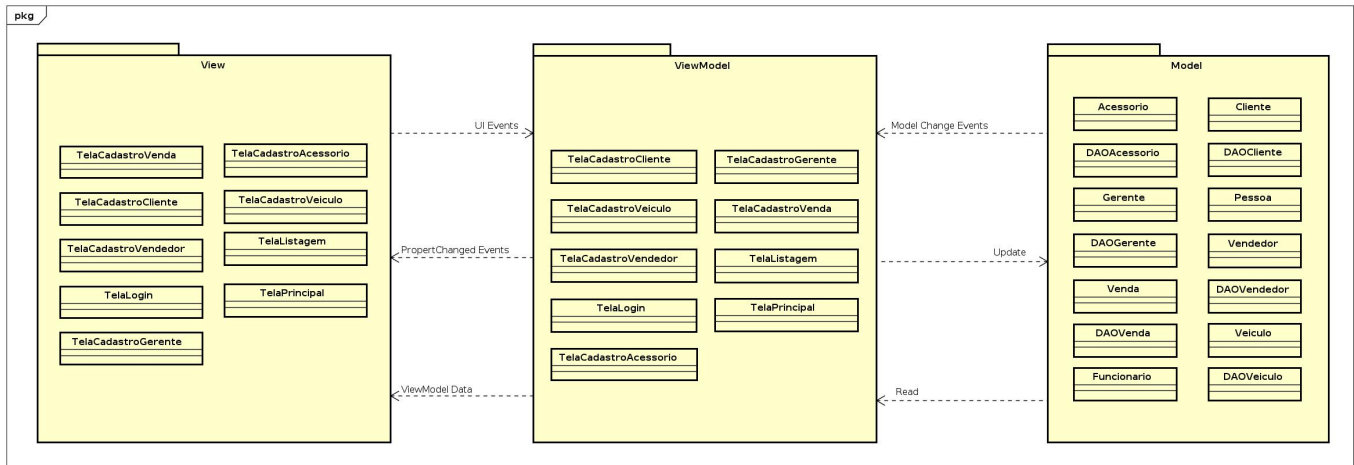 pkg
View
TelaCadastroVenda
TelaCadastroAcessorio
TelaCadastroCliente
TelaCadastroVeiculo
TelaCadastroVendedor
TelaListagem
TelaLogin
TelaPrincipal
TelaCadastroGerente
UI Events
PropertChanged Events
ViewModel Data
ViewModel
TelaCadastroCliente
TelaCadastroGerente
TelaCadastroVeiculo
TelaCadastroVenda
TelaCadastroVendedor
TelaListagem
TelaLogin
TelaPrincipal
TelaCadastroAcessorio
Model Change Events
Update
Read
Model
Acessorio
Cliente
DAOAcessorio
DAOCliente
Gerente
Pessoa
DAOGerente
Vendedor
Venda
DAOVendedor
DAOVenda
Veiculo
Funcionario
DAOVeiculo